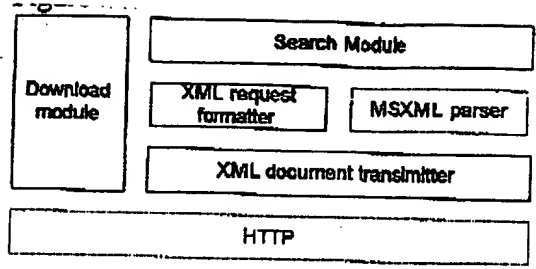 Search Module
Download
module
XML request
formatter
MSXML parser
XML document transimitter
HTTP